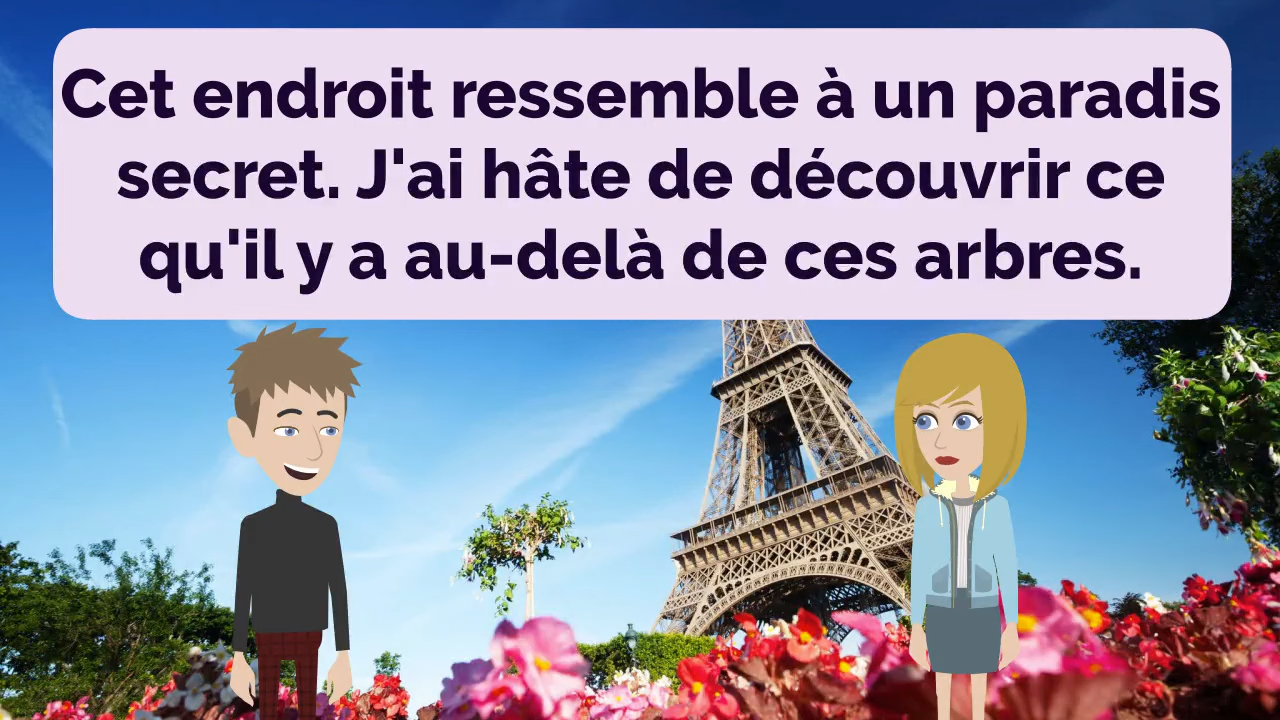 Cet endroit ressemble à un paradis
secret. J'ai hâte de découvrir ce
qu'il y a au-delà de ces arbres.